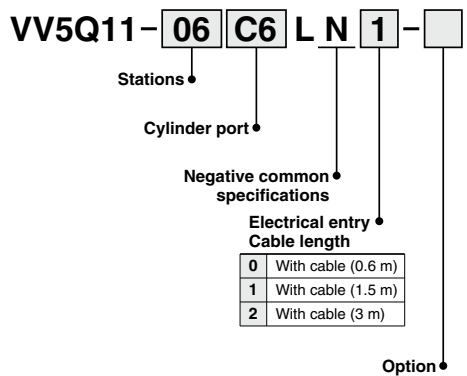 VV5Q11–06 C6 L N 1–
Stations
Cylinder port
Negative common
specifications
Electrical entry
Cable length
0 With cable (0.6 m)
1 With cable (1.5 m)
2 With cable (3 m)
Option